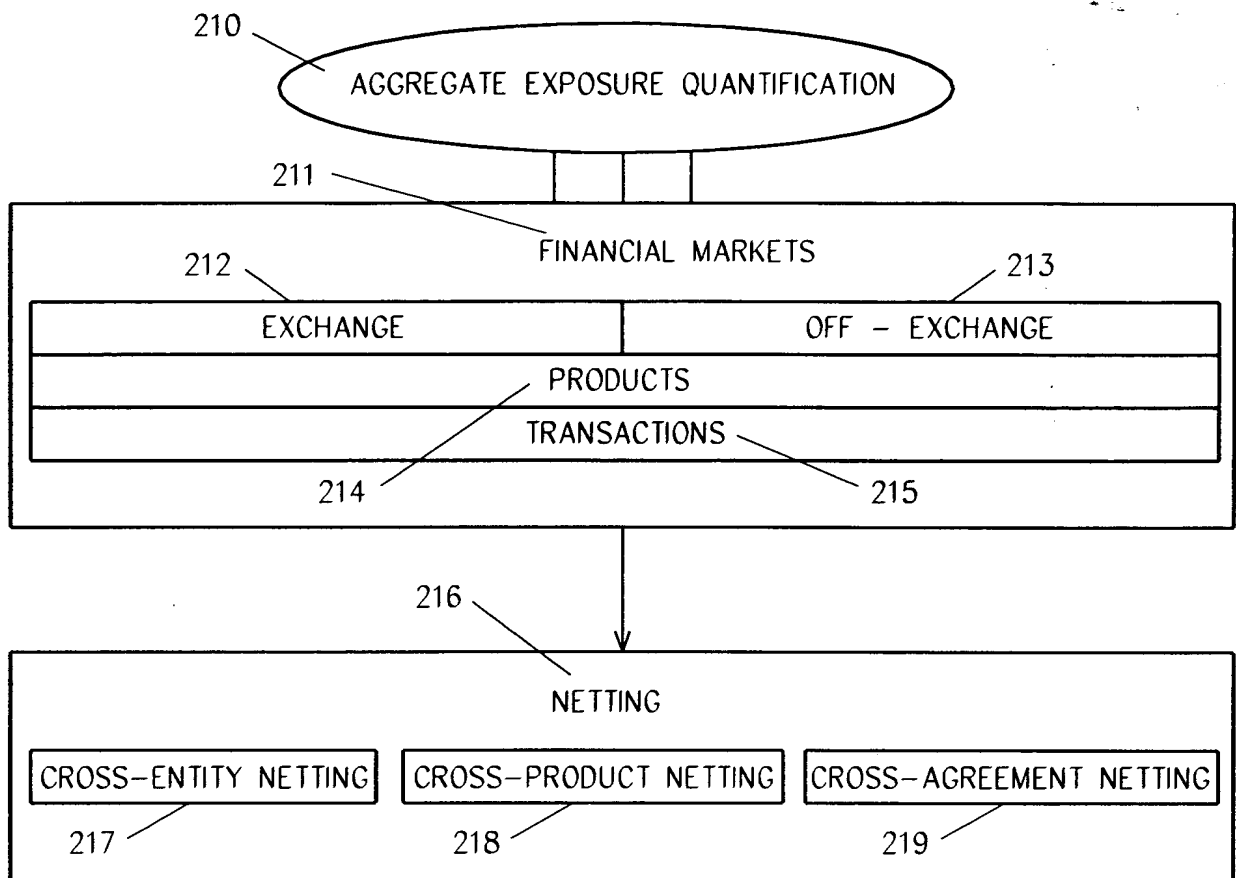 210
AGGREGATE EXPOSURE QUANTIFICATION
211
FINANCIAL MARKETS
212
213
EXCHANGE
OFF - EXCHANGE
PRODUCTS
TRANSACTIONS
214
215
216
NETTING
CROSS-ENTITY NETTING
CROSS-PRODUCT NETTING
CROSS-AGREEMENT NETTING
217
218
219